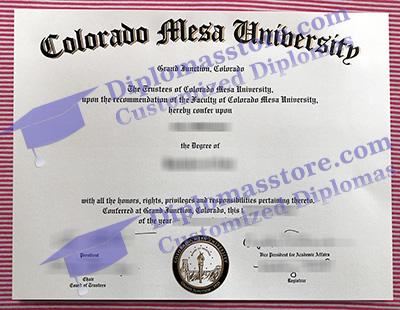 Colorado Mesa University
Grand Junction, Colorado
The Trustees of Colorado Mesa University,
upon the recommendation of the Faculty of Colorado Mesa University,
hereby confer upon
the Degree of
with all the honors, rights, privileges and responsibilities pertaining thereto.
Conferred at Grand Junction, Colorado, this
of the year
President
Vice President for Academic Affairs
Chair
Board of Trustees
Registrar
Diplomasstore.com
Customized Diplomas
Diplomasstore.com
Customized Diplomas